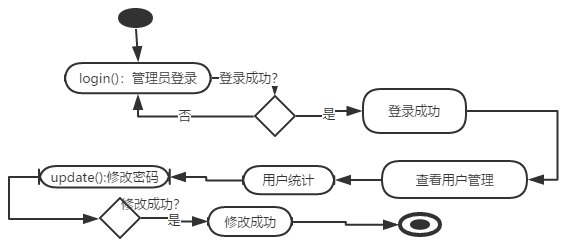 login()：管理员登录
登录成功?
否
是
登录成功
update():修改密码
用户统计
查看用户管理
修改成功?
是
修改成功